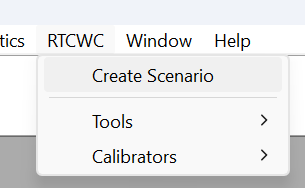 tics RTCWC Window Help
Create Scenario
Tools
Calibrators